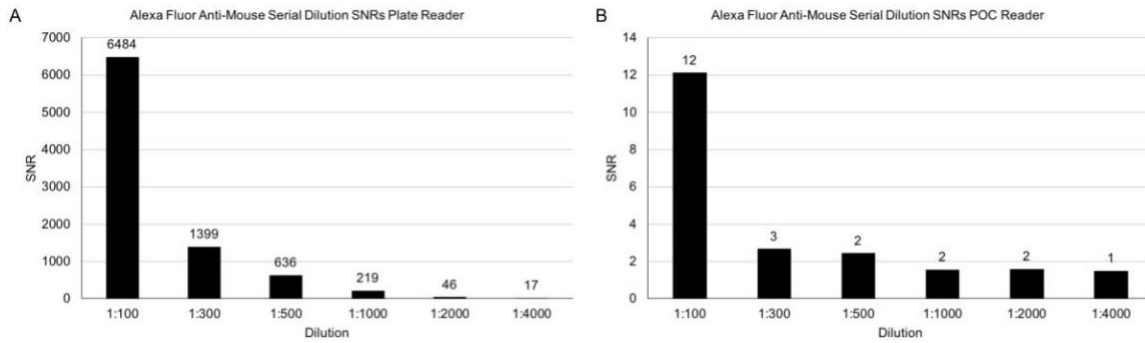 A
Alexa Fluor Anti-Mouse Serial Dilution SNRs Plate Reader
7000
6000
5000
4000
3000
2000
1000
0
SNR
6484
1399
636
219
46
17
1:100 1:300 1:500 1:1000 1:2000 1:4000
Dilution
B
Alexa Fluor Anti-Mouse Serial Dilution SNRs POC Reader
14
12
10
8
6
4
2
0
SNR
12
3
2
2
2
1
1:100 1:300 1:500 1:1000 1:2000 1:4000
Dilution